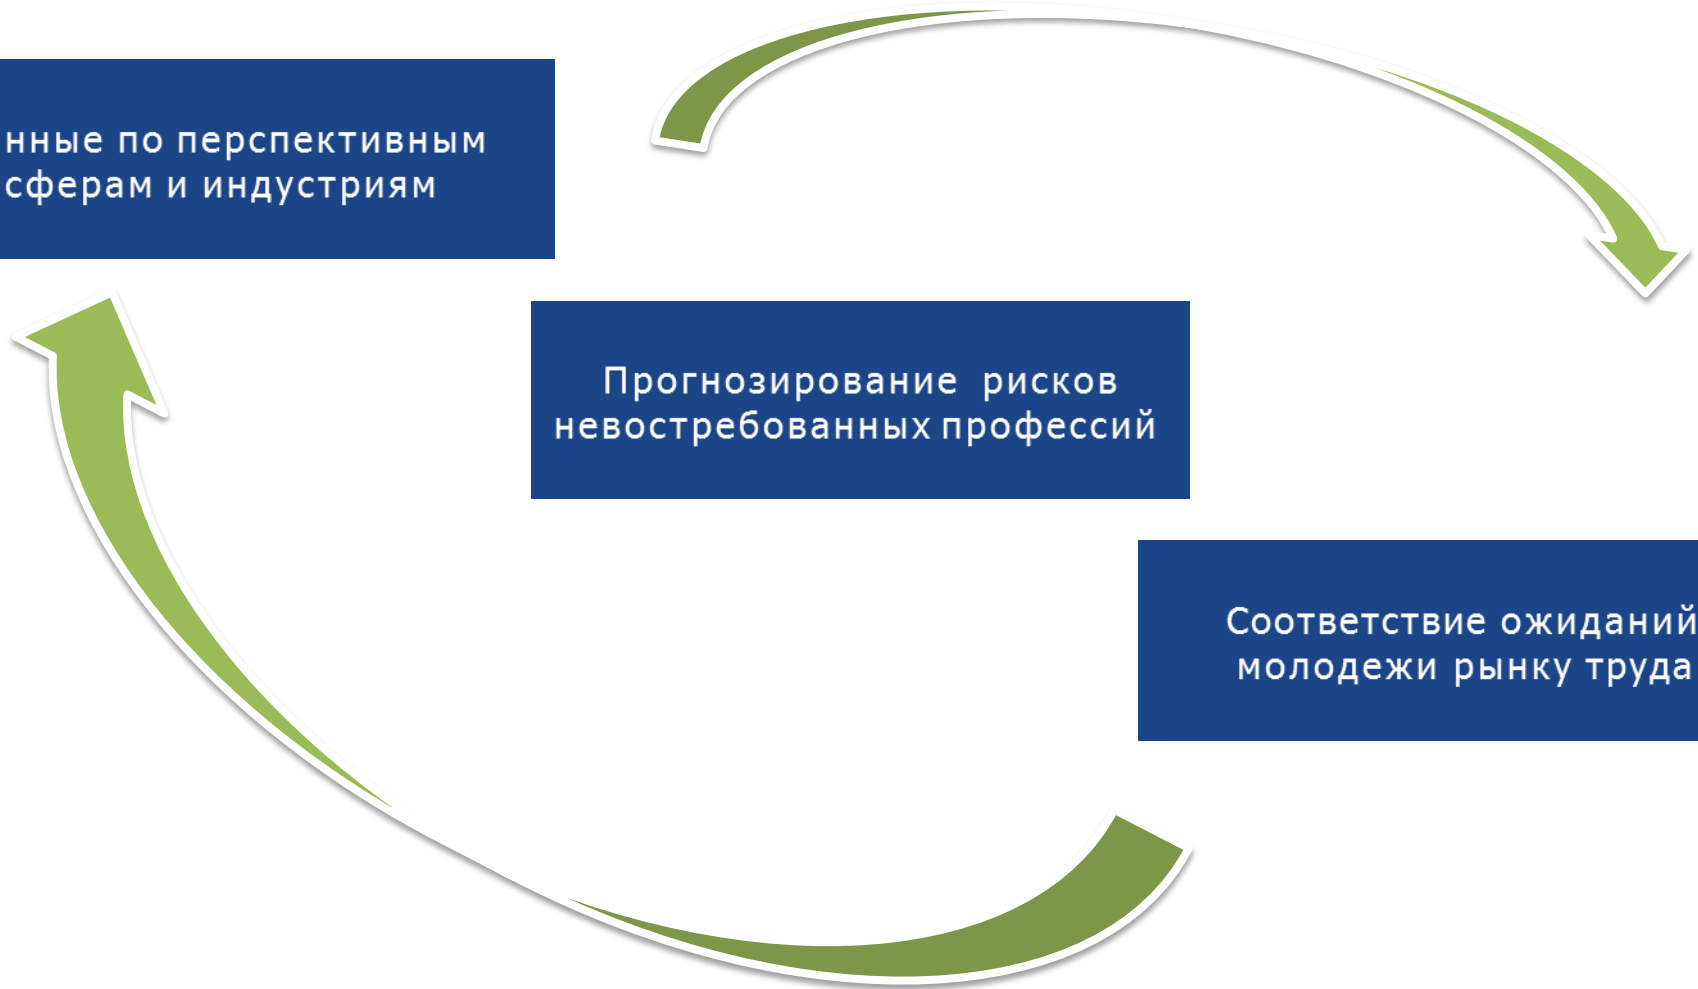 нные по перспективным
сферам и индустриям
Прогнозирование рисков
невостребованных профессий
Соответствие ожиданий
молодежи рынку труда